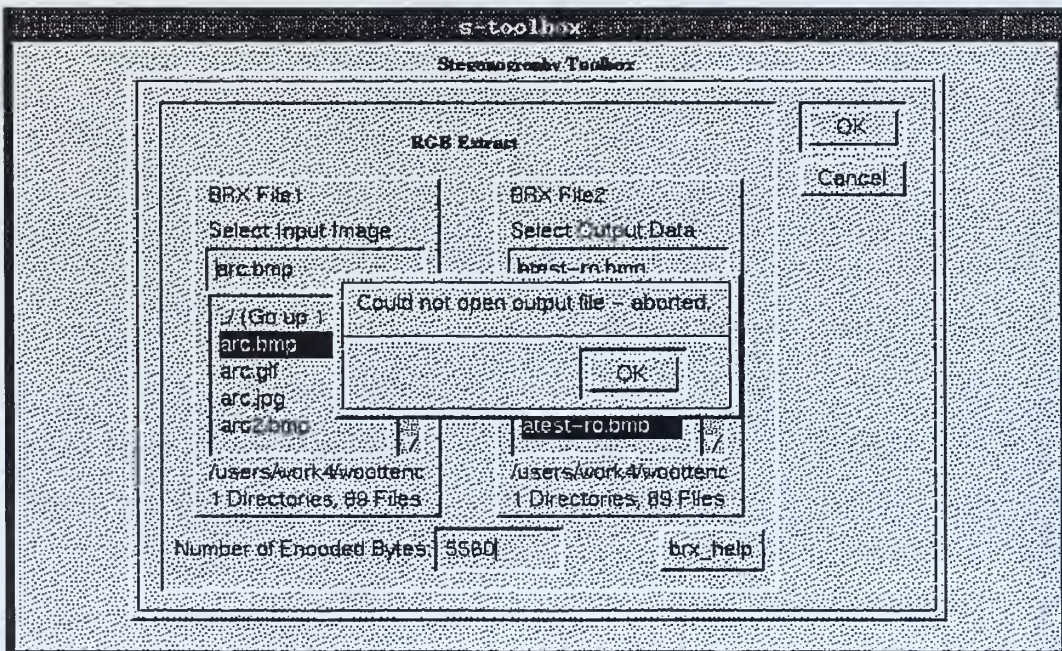 s-toolbox
Steganography Toolbox
RGB Extract
OK
Cancel
BRX File1
Select Input Image
arc.bmp
./ (Go up )
arc.bmp
arc.gif
arc.jpg
arc2.bmp
/users/work4/woottenc
1 Directories, 89 Files
BRX File2
Select Output Data
atest-ro.bmp
atest-ro.bmp
/users/work4/woottenc
1 Directories, 89 Files
Could not open output file - aborted.
OK
Number of Encoded Bytes: 5560
brx_help